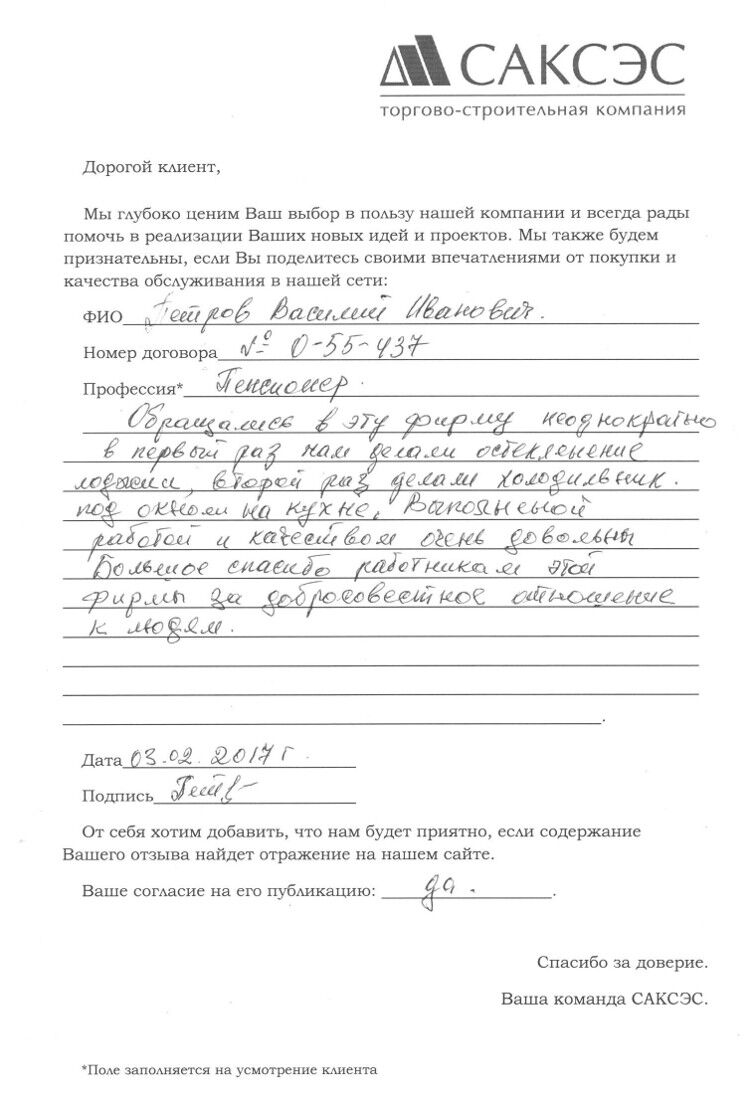 САКСЭС
торгово-строительная компания
Дорогой клиент,
Мы глубоко ценим Ваш выбор в пользу нашей компании и всегда рады
помочь в реализации Ваших новых идей и проектов. Мы также будем
признательны, если Вы поделитесь своими впечатлениями от покупки и
качества обслуживания в нашей сети:
ФИО Петров Василий Иванович.
Номер договора № 0-55-437
Профессия* Пенсионер.
Обращались в эту фирму неоднократно
в первый раз нам делали остекленение
лоджии, второй раз делали холодильник.
под окном на кухне. Выполненой
работой и качеством очень довольны
Большое спасибо работникам этой
фирмы за добросовестное отношение
к людям.
Дата 03.02.2017 г.
Подпись
От себя хотим добавить, что нам будет приятно, если содержание
Вашего отзыва найдет отражение на нашем сайте.
Ваше согласие на его публикацию: да.
Спасибо за доверие.
Ваша команда САКСЭС.
*Поле заполняется на усмотрение клиента